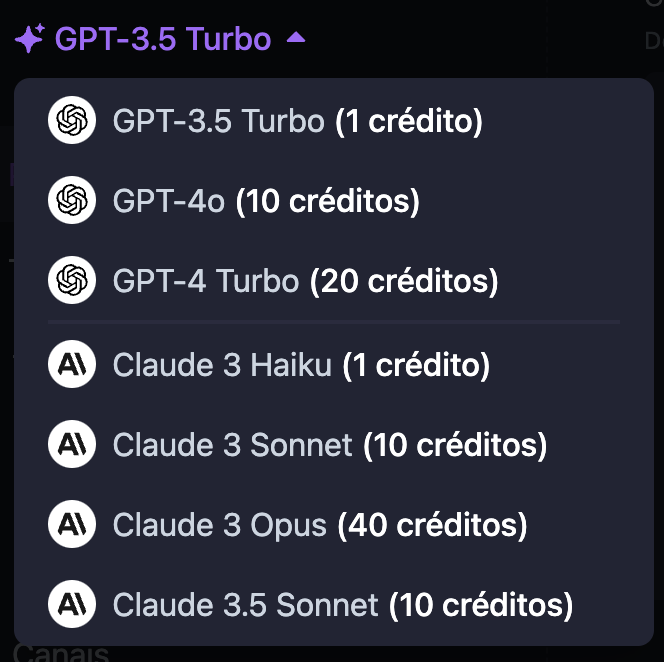 GPT-3.5 Turbo
GPT-3.5 Turbo (1 crédito)
GPT-4o (10 créditos)
GPT-4 Turbo (20 créditos)
Claude 3 Haiku (1 crédito)
Claude 3 Sonnet (10 créditos)
Claude 3 Opus (40 créditos)
Claude 3.5 Sonnet (10 créditos)
Canais